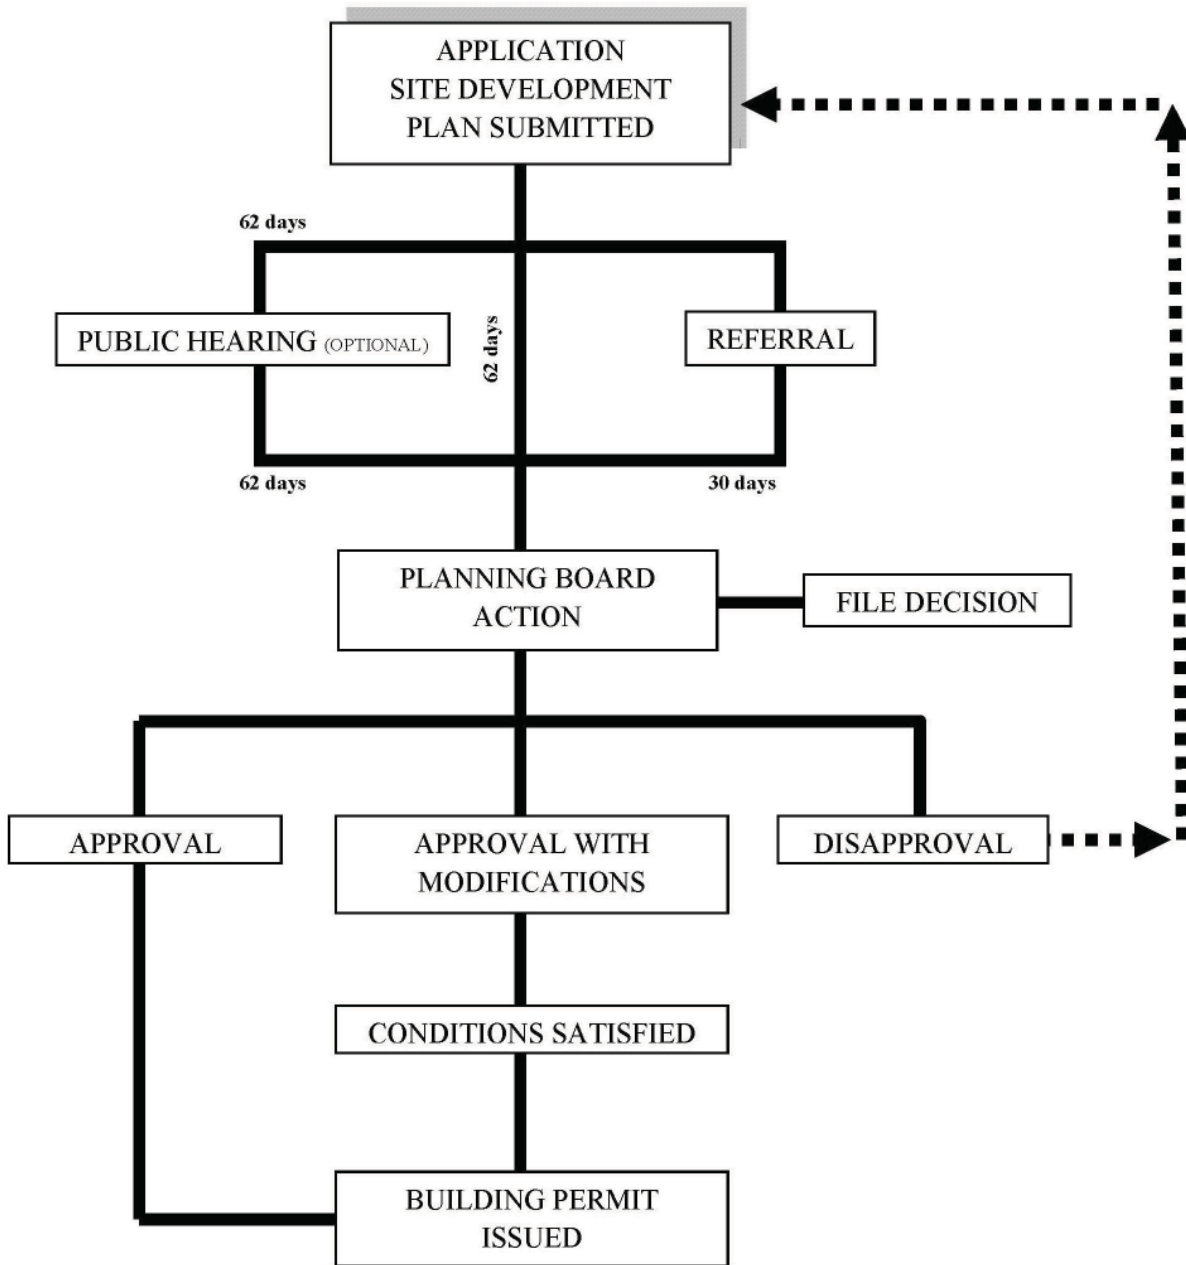 APPLICATION
SITE DEVELOPMENT
PLAN SUBMITTED
62 days
PUBLIC HEARING (OPTIONAL)
62 days
REFERRAL
62 days
30 days
PLANNING BOARD
ACTION
FILE DECISION
APPROVAL
APPROVAL WITH
MODIFICATIONS
DISAPPROVAL
CONDITIONS SATISFIED
BUILDING PERMIT
ISSUED